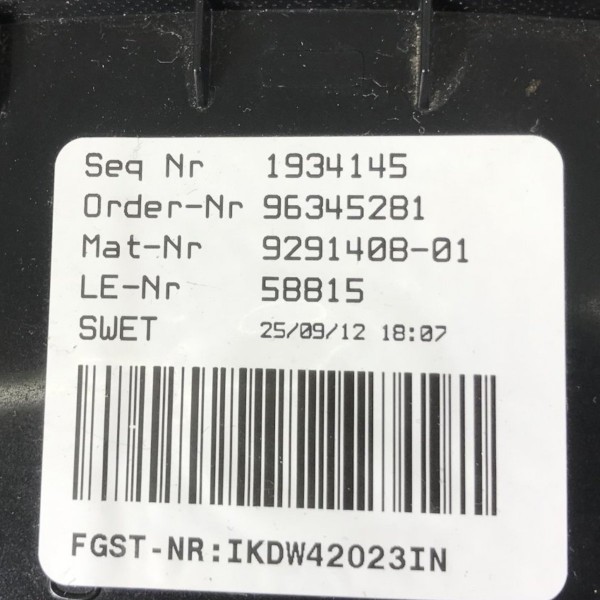 Seq Nr 1934145
Order-Nr 96345281
Mat-Nr 9291408-01
LE-Nr 58815
SWET 25/09/12 18:07
FGST-NR:IKDW42023IN